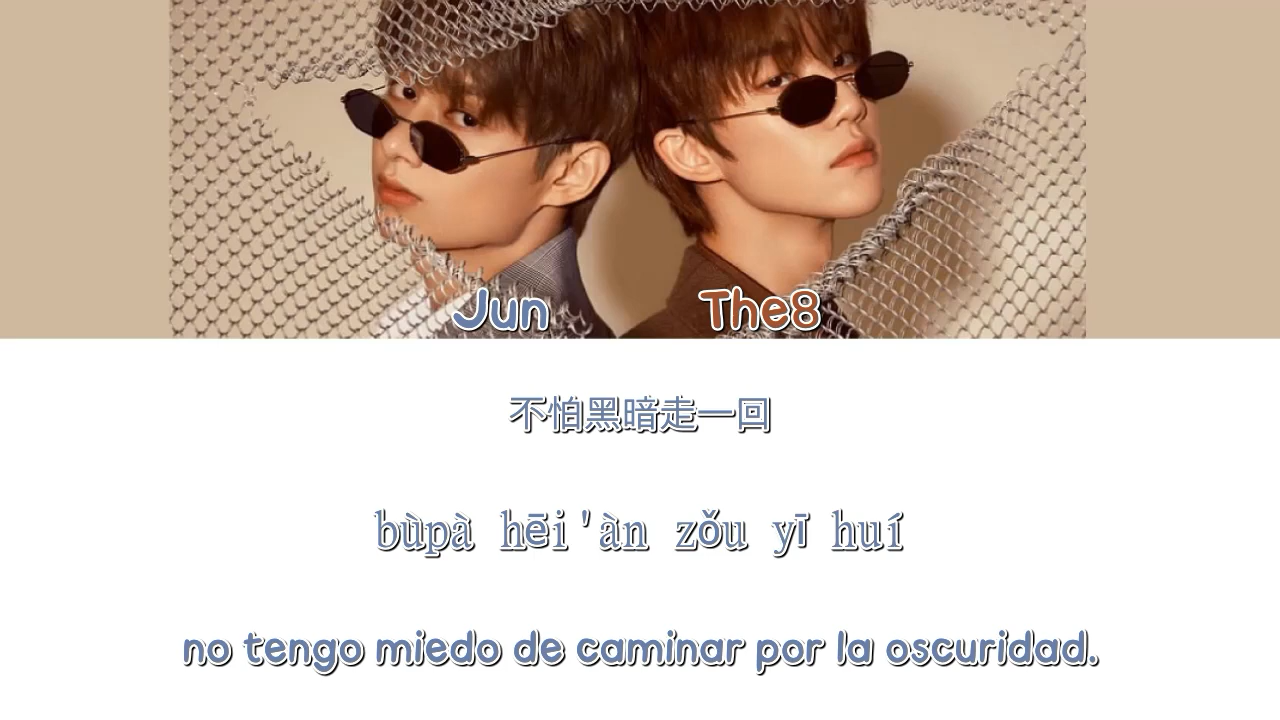 Jun The8
不怕黑暗走一回
bùpà hēi'àn zǒu yī huí
no tengo miedo de caminar por la oscuridad.